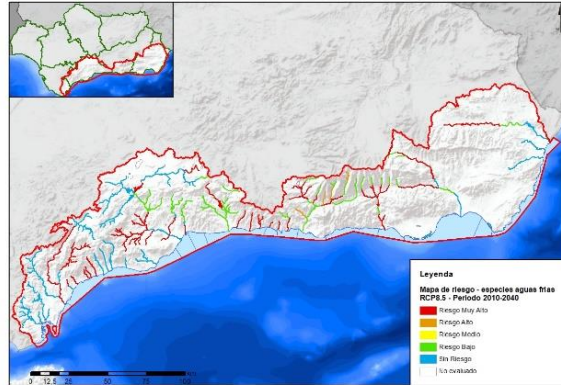 Leyenda
Mapa de riesgo - especies aguas frías
RCP8.5 - Periodo 2010-2040
Riesgo Muy Alto
Riesgo Alto
Riesgo Medio
Riesgo Bajo
Sin Riesgo
No evaluado
0 12.5 25 50 75 100